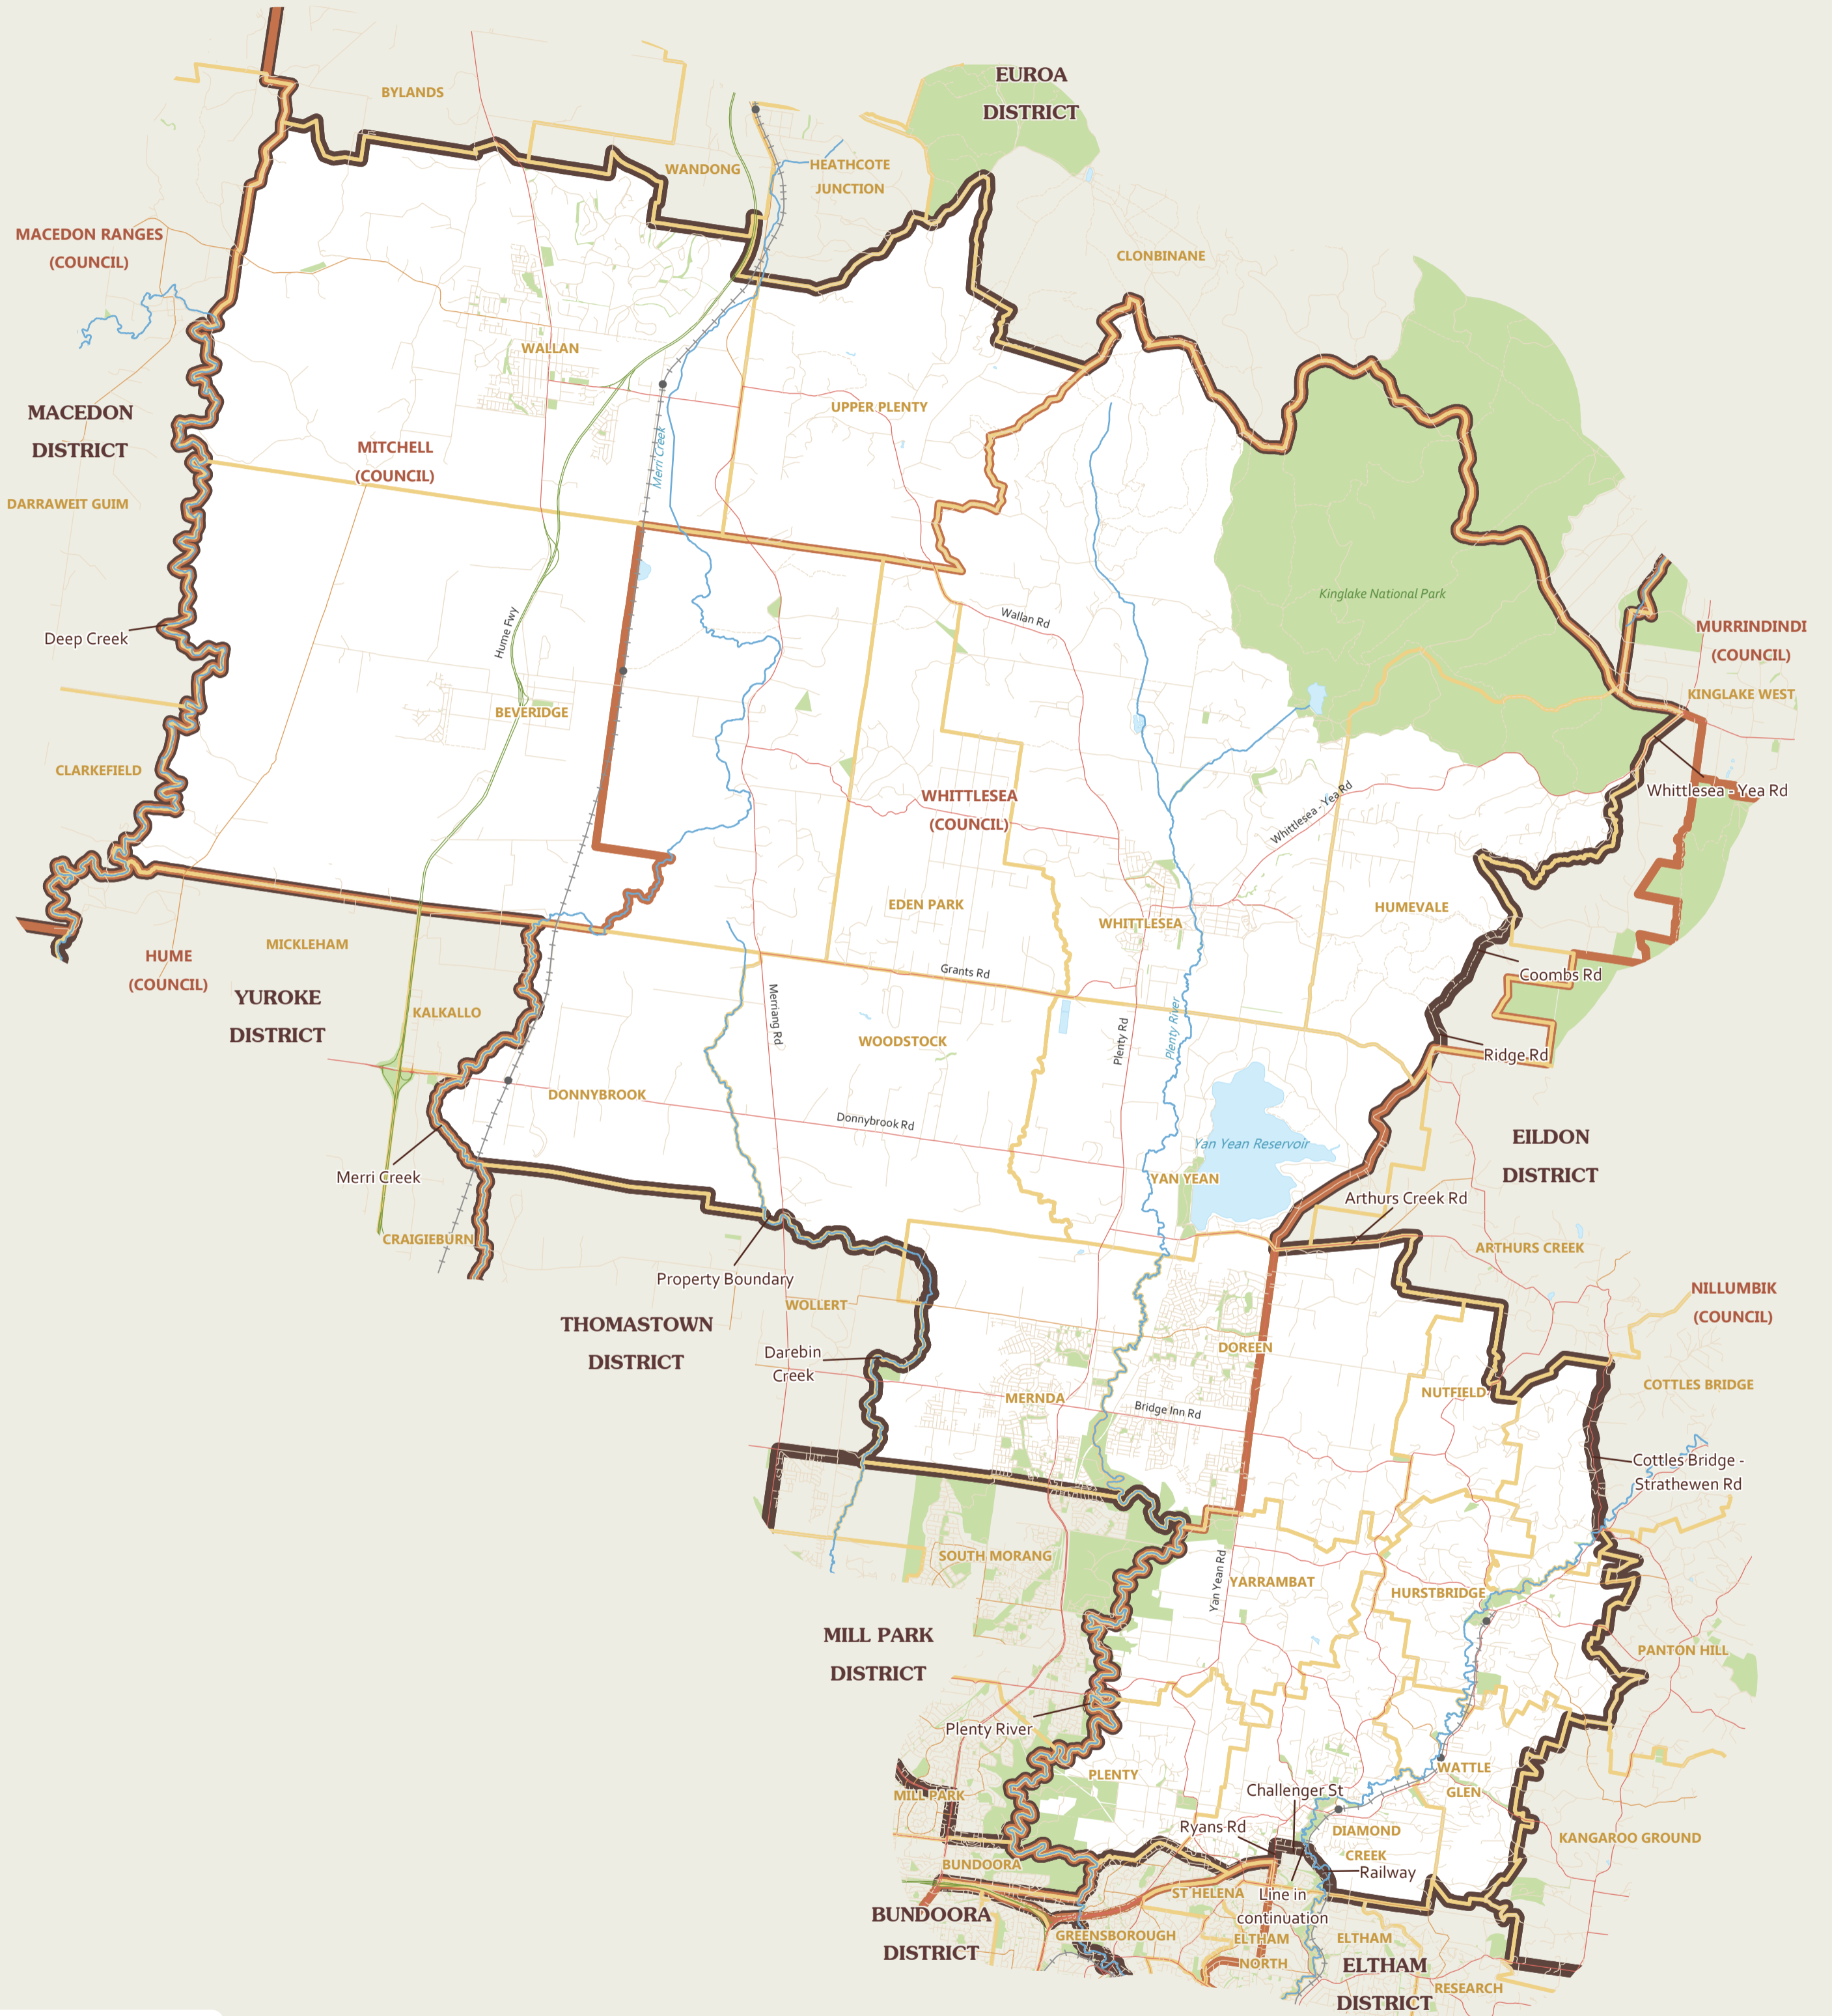 EUROA
DISTRICT
BYLANDS
WANDONG
HEATHCOTE
JUNCTION
MACEDON RANGES
(COUNCIL)
CLONBINANE
WALLAN
UPPER PLENTY
MACEDON
DISTRICT
MITCHELL
(COUNCIL)
Merri Creek
DARRAWEIT GUIM
Kinglake National Park
Wallan Rd
Hume Fwy
Deep Creek
MURRINDINDI
(COUNCIL)
KINGLAKE WEST
BEVERIDGE
CLARKEFIELD
WHITTLESEA
(COUNCIL)
Whittlesea - Yea Rd
Whittlesea - Yea Rd
EDEN PARK
WHITTLESEA
HUMEVALE
MICKLEHAM
HUME
(COUNCIL)
YUROKE
DISTRICT
KALKALLO
Grants Rd
Coombs Rd
Merriang Rd
WOODSTOCK
Plenty Rd
Plenty River
Ridge Rd
DONNYBROOK
Donnybrook Rd
Yan Yean Reservoir
EILDON
DISTRICT
Merri Creek
YAN YEAN
Arthurs Creek Rd
CRAIGIEBURN
ARTHURS CREEK
Property Boundary
WOLLERT
NILLUMBIK
(COUNCIL)
THOMASTOWN
DISTRICT
Darebin
Creek
DOREEN
MERNDA
NUTFIELD
COTTLES BRIDGE
Bridge Inn Rd
Cottles Bridge -
Strathewen Rd
SOUTH MORANG
Yan Yean Rd
YARRAMBAT
HURSTBRIDGE
MILL PARK
DISTRICT
PANTON HILL
Plenty River
PLENTY
WATTLE
GLEN
MILL PARK
Challenger St
Ryans Rd
DIAMOND
CREEK
KANGAROO GROUND
BUNDOORA
Railway
ST HELENA
Line in
continuation
BUNDOORA
DISTRICT
GREENSBOROUGH
ELTHAM
NORTH
ELTHAM
ELTHAM
DISTRICT
RESEARCH